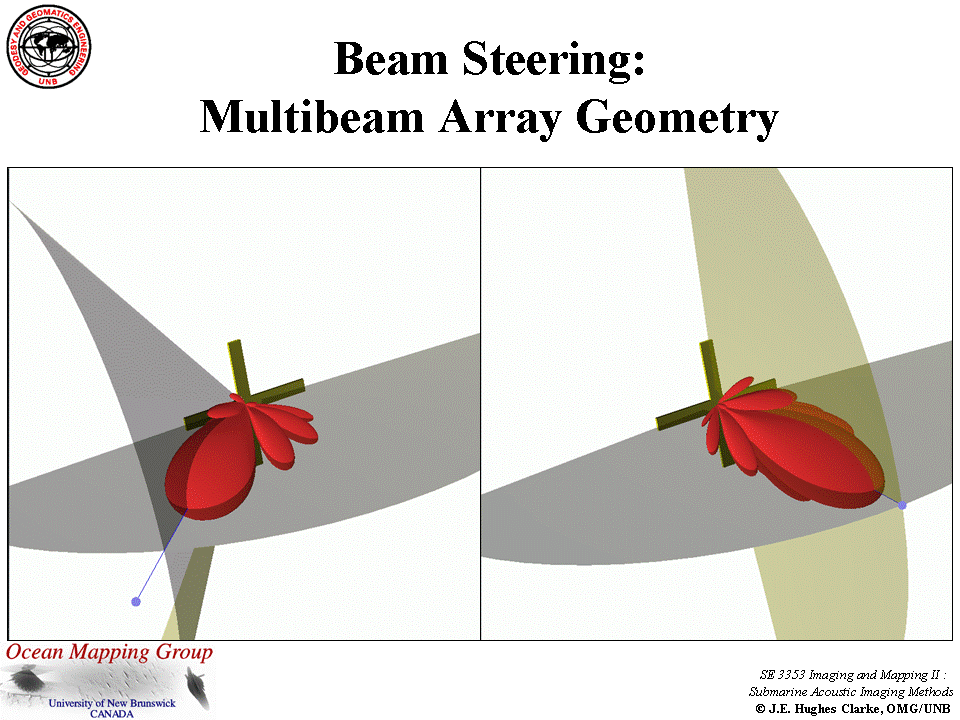 GEODESY AND GEOMATICS ENGINEERING
UNB
Beam Steering:
Multibeam Array Geometry
Ocean Mapping Group
University of New Brunswick
CANADA
SE 3353 Imaging and Mapping II :
Submarine Acoustic Imaging Methods
© J.E. Hughes Clarke, OMG/UNB